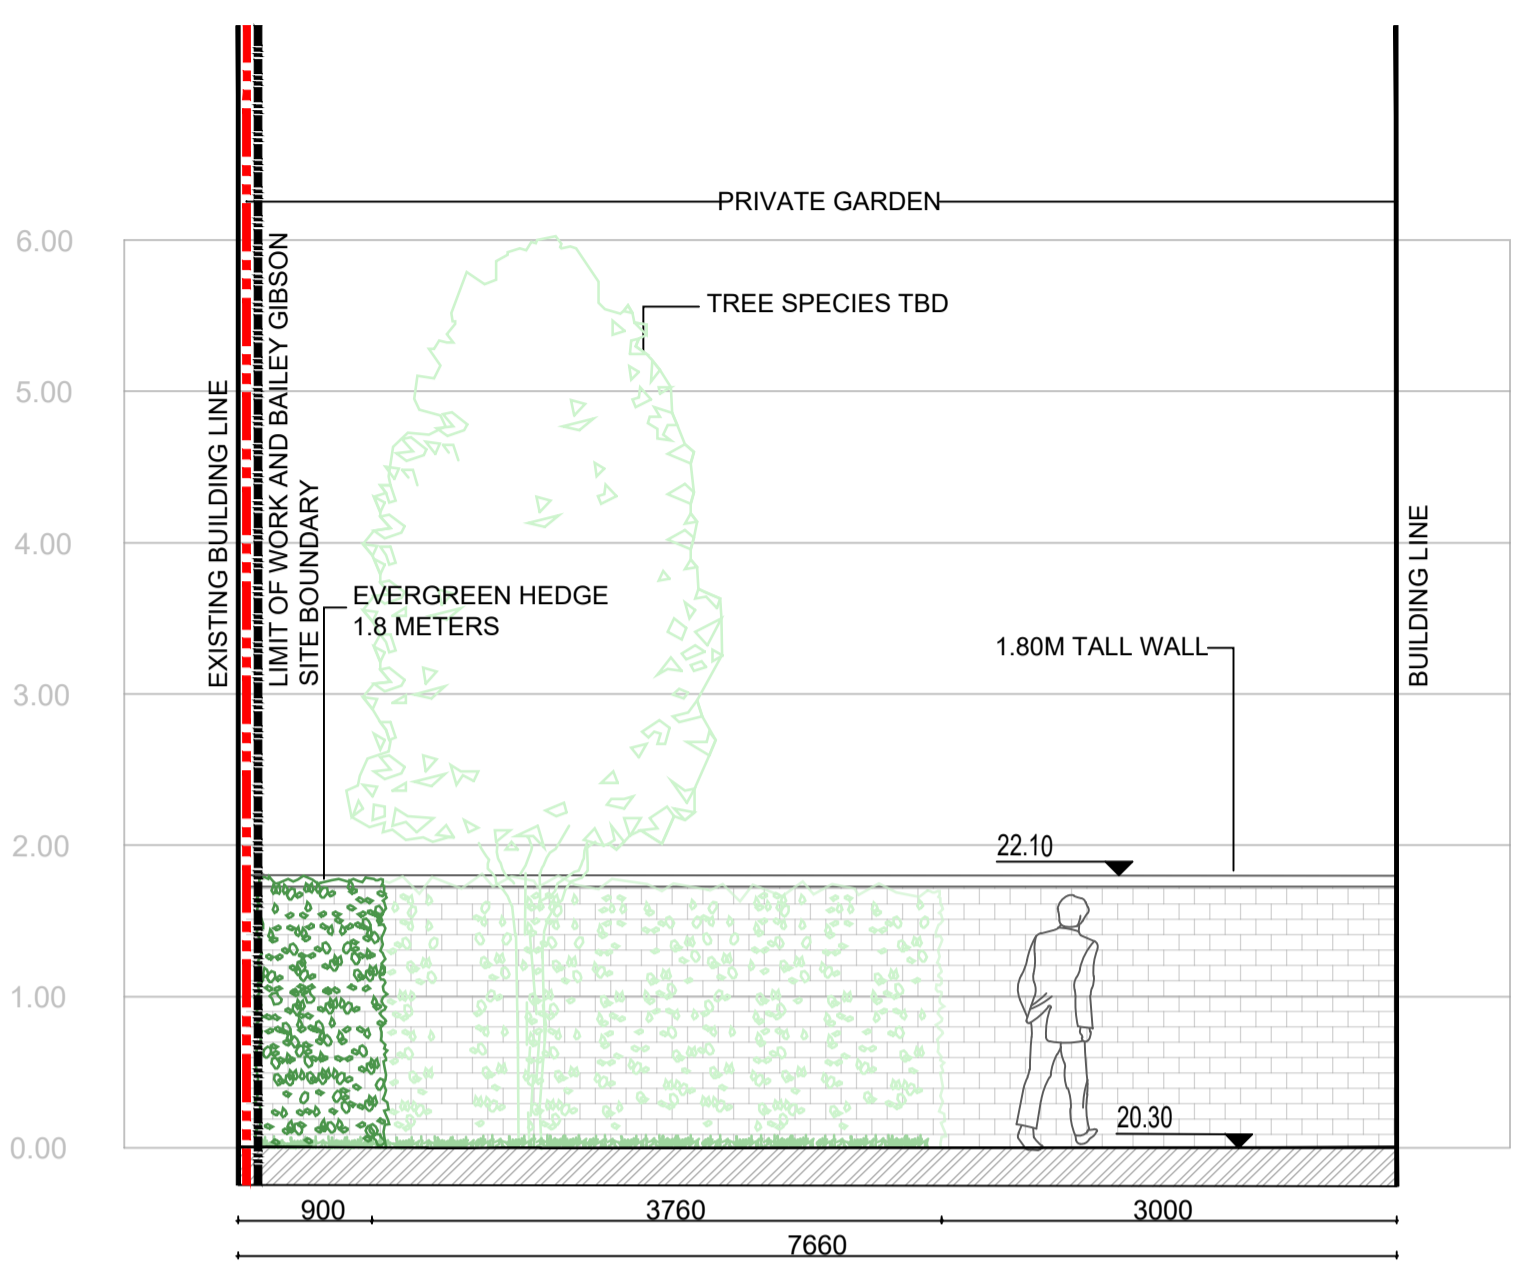 PRIVATE GARDEN
6.00
TREE SPECIES TBD
5.00
EXISTING BUILDING LINE
LIMIT OF WORK AND BAILEY GIBSON
SITE BOUNDARY
4.00
BUILDING LINE
EVERGREEN HEDGE
1.8 METERS
1.80M TALL WALL
3.00
2.00
22.10
1.00
20.30
0.00
900
3760
3000
7660